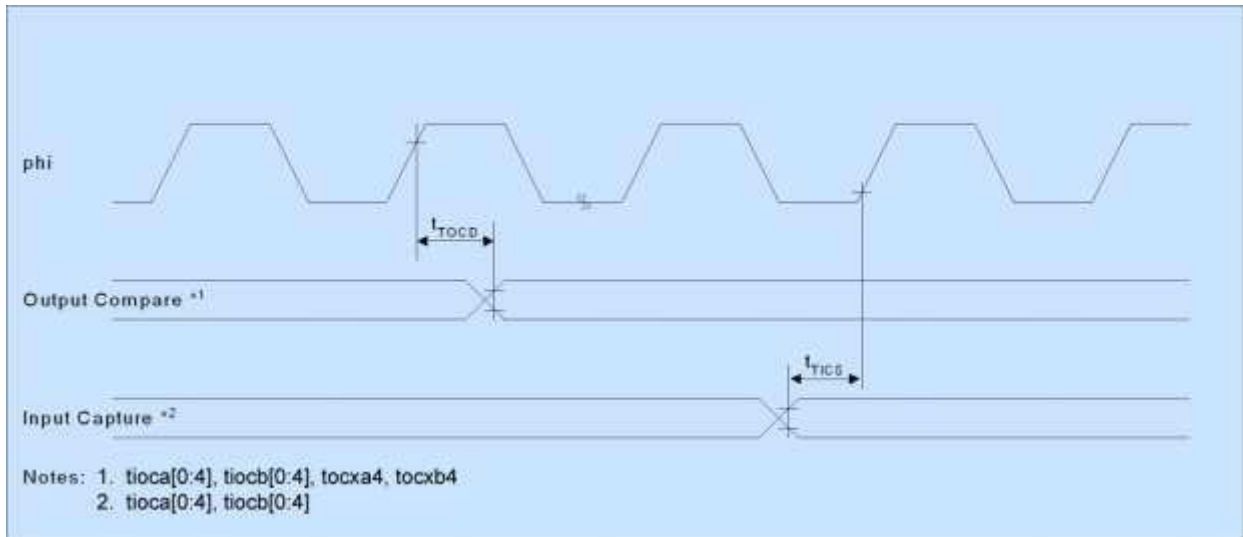 phi
tTOCD
Output Compare *1
tTICS
Input Capture *2
Notes: 1. tioca[0:4], tiocb[0:4], tocxa4, tocxb4
2. tioca[0:4], tiocb[0:4]